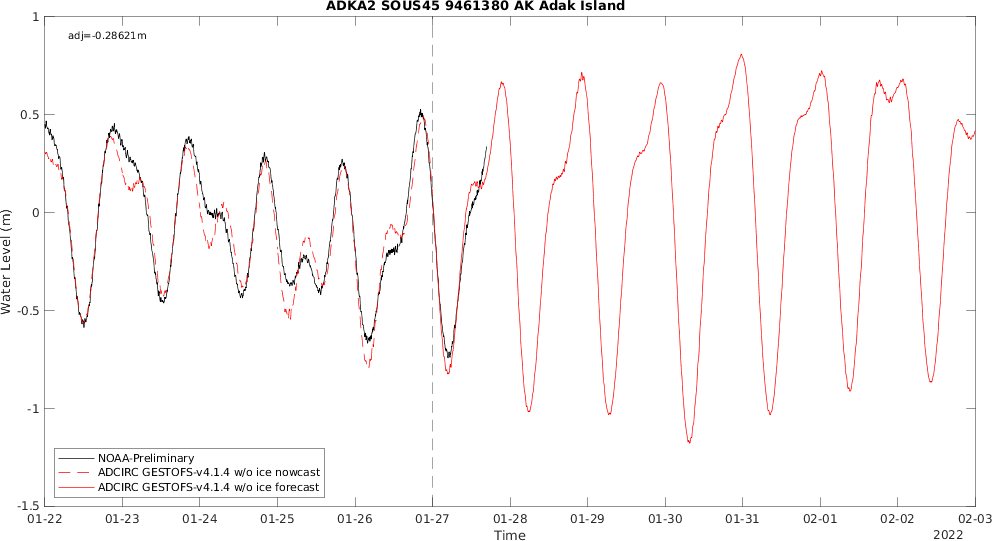 ADKA2 SOUS45 9461380 AK Adak Island
adj=-0.28621m
Water Level (m)
1
0.5
0
-0.5
-1
-1.5
NOAA-Preliminary
ADCIRC GESTOFS-v4.1.4 w/o ice nowcast
ADCIRC GESTOFS-v4.1.4 w/o ice forecast
01-22 01-23 01-24 01-25 01-26 01-27 01-28 01-29 01-30 01-31 02-01 02-02 02-03
Time
2022